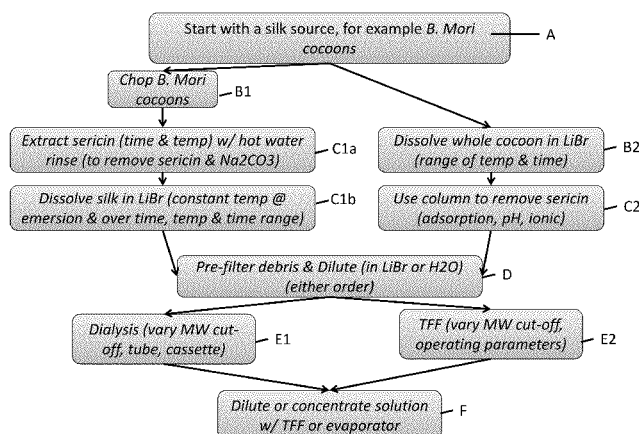 Start with a silk source, for example B. Mori
cocoons
A
Chop B. Mori
cocoons
B1
Extract sericin (time & temp) w/ hot water
rinse (to remove sericin & Na2CO3)
C1a
Dissolve whole cocoon in LiBr
(range of temp & time)
B2
Dissolve silk in LiBr (constant temp @
emersion & over time, temp & time range)
C1b
Use column to remove sericin
(adsorption, pH, ionic)
C2
Pre-filter debris & Dilute (in LiBr or H2O)
(either order)
D
Dialysis (vary MW cut-
off, tube, cassette)
E1
TFF (vary MW cut-off,
operating parameters)
E2
Dilute or concentrate solution
w/ TFF or evaporator
F